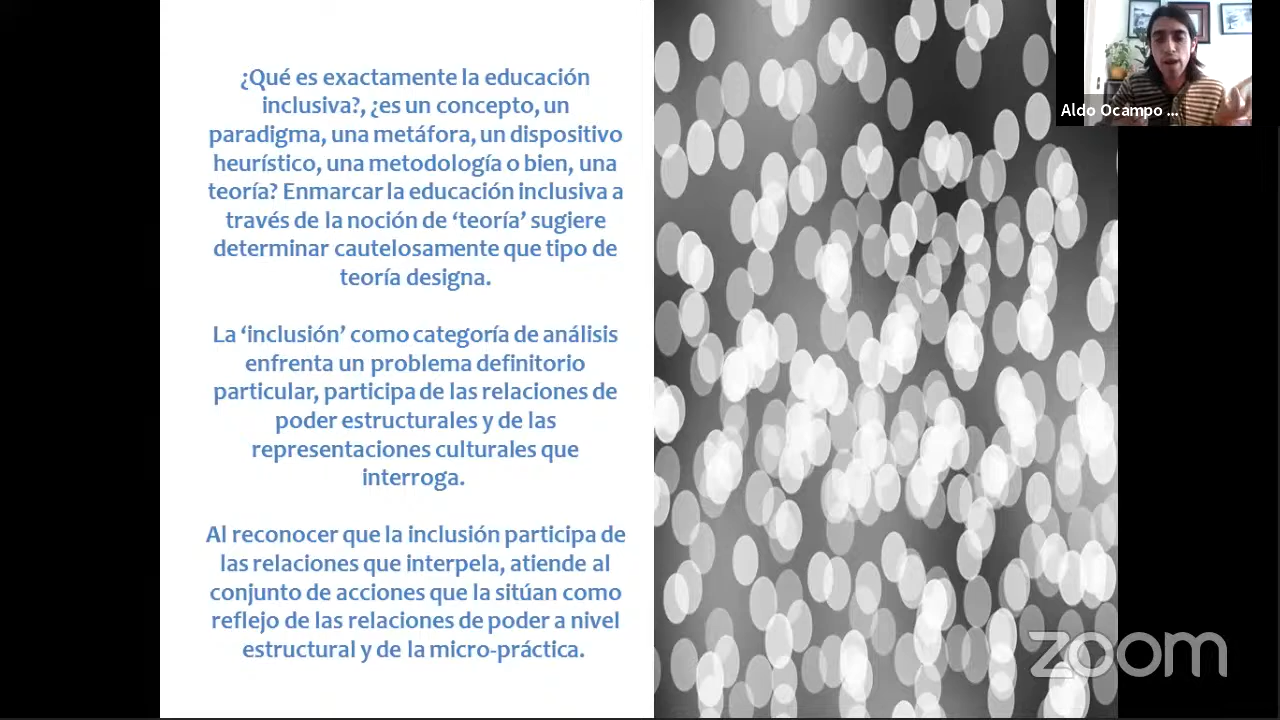 ¿Qué es exactamente la educación
inclusiva?, ¿es un concepto, un
paradigma, una metáfora, un dispositivo
heurístico, una metodología o bien, una
teoría? Enmarcar la educación inclusiva a
través de la noción de ‘teoría’ sugiere
determinar cautelosamente que tipo de
teoría designa.
La ‘inclusión’ como categoría de análisis
enfrenta un problema definitorio
particular, participa de las relaciones de
poder estructurales y de las
representaciones culturales que
interroga.
Al reconocer que la inclusión participa de
las relaciones que interpela, atiende al
conjunto de acciones que la sitúan como
reflejo de las relaciones de poder a nivel
estructural y de la micro-práctica.
Aldo Ocampo ...
zoom